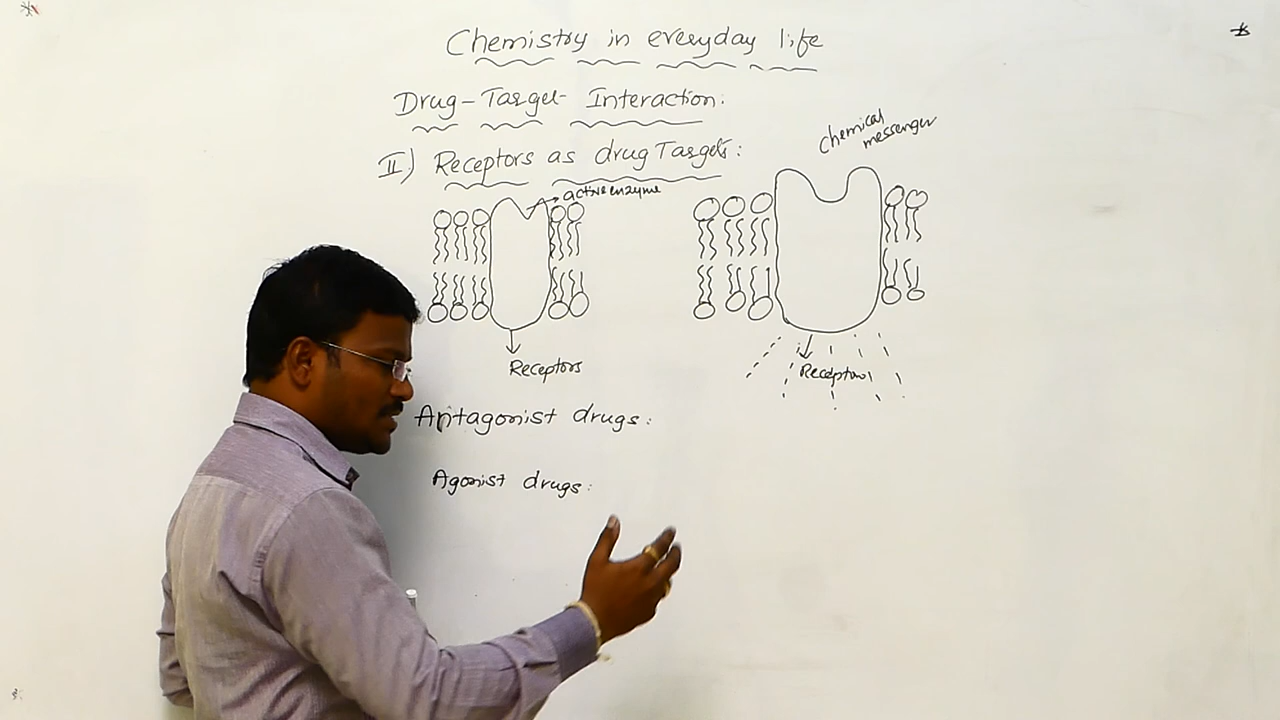 Chemistry in everyday life
Drug-Target Interaction:
chemical
messenger
II) Receptors as drug Targets:
active enzyme
Receptors
Receptor
Antagonist drugs:
Agonist drugs: